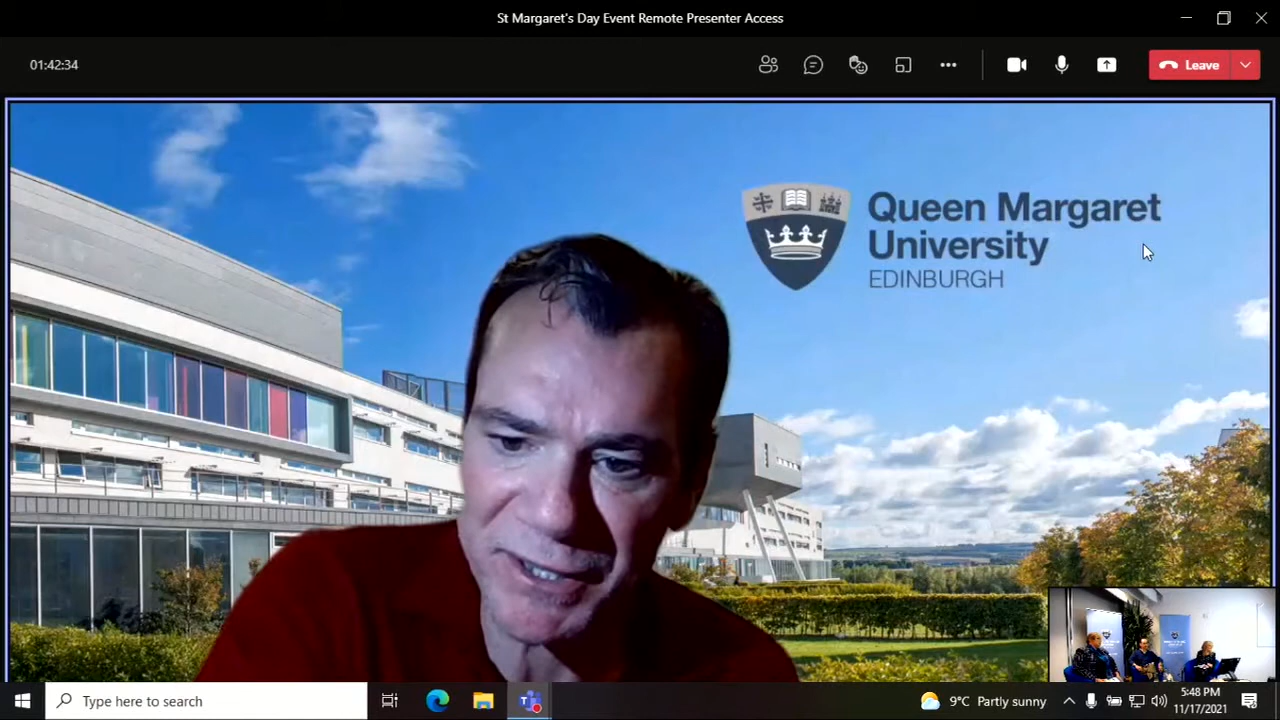 St Margaret's Day Event Remote Presenter Access
01:42:34
Leave
Queen Margaret
University
EDINBURGH
Type here to search
9°C Partly sunny
5:48 PM
11/17/2021